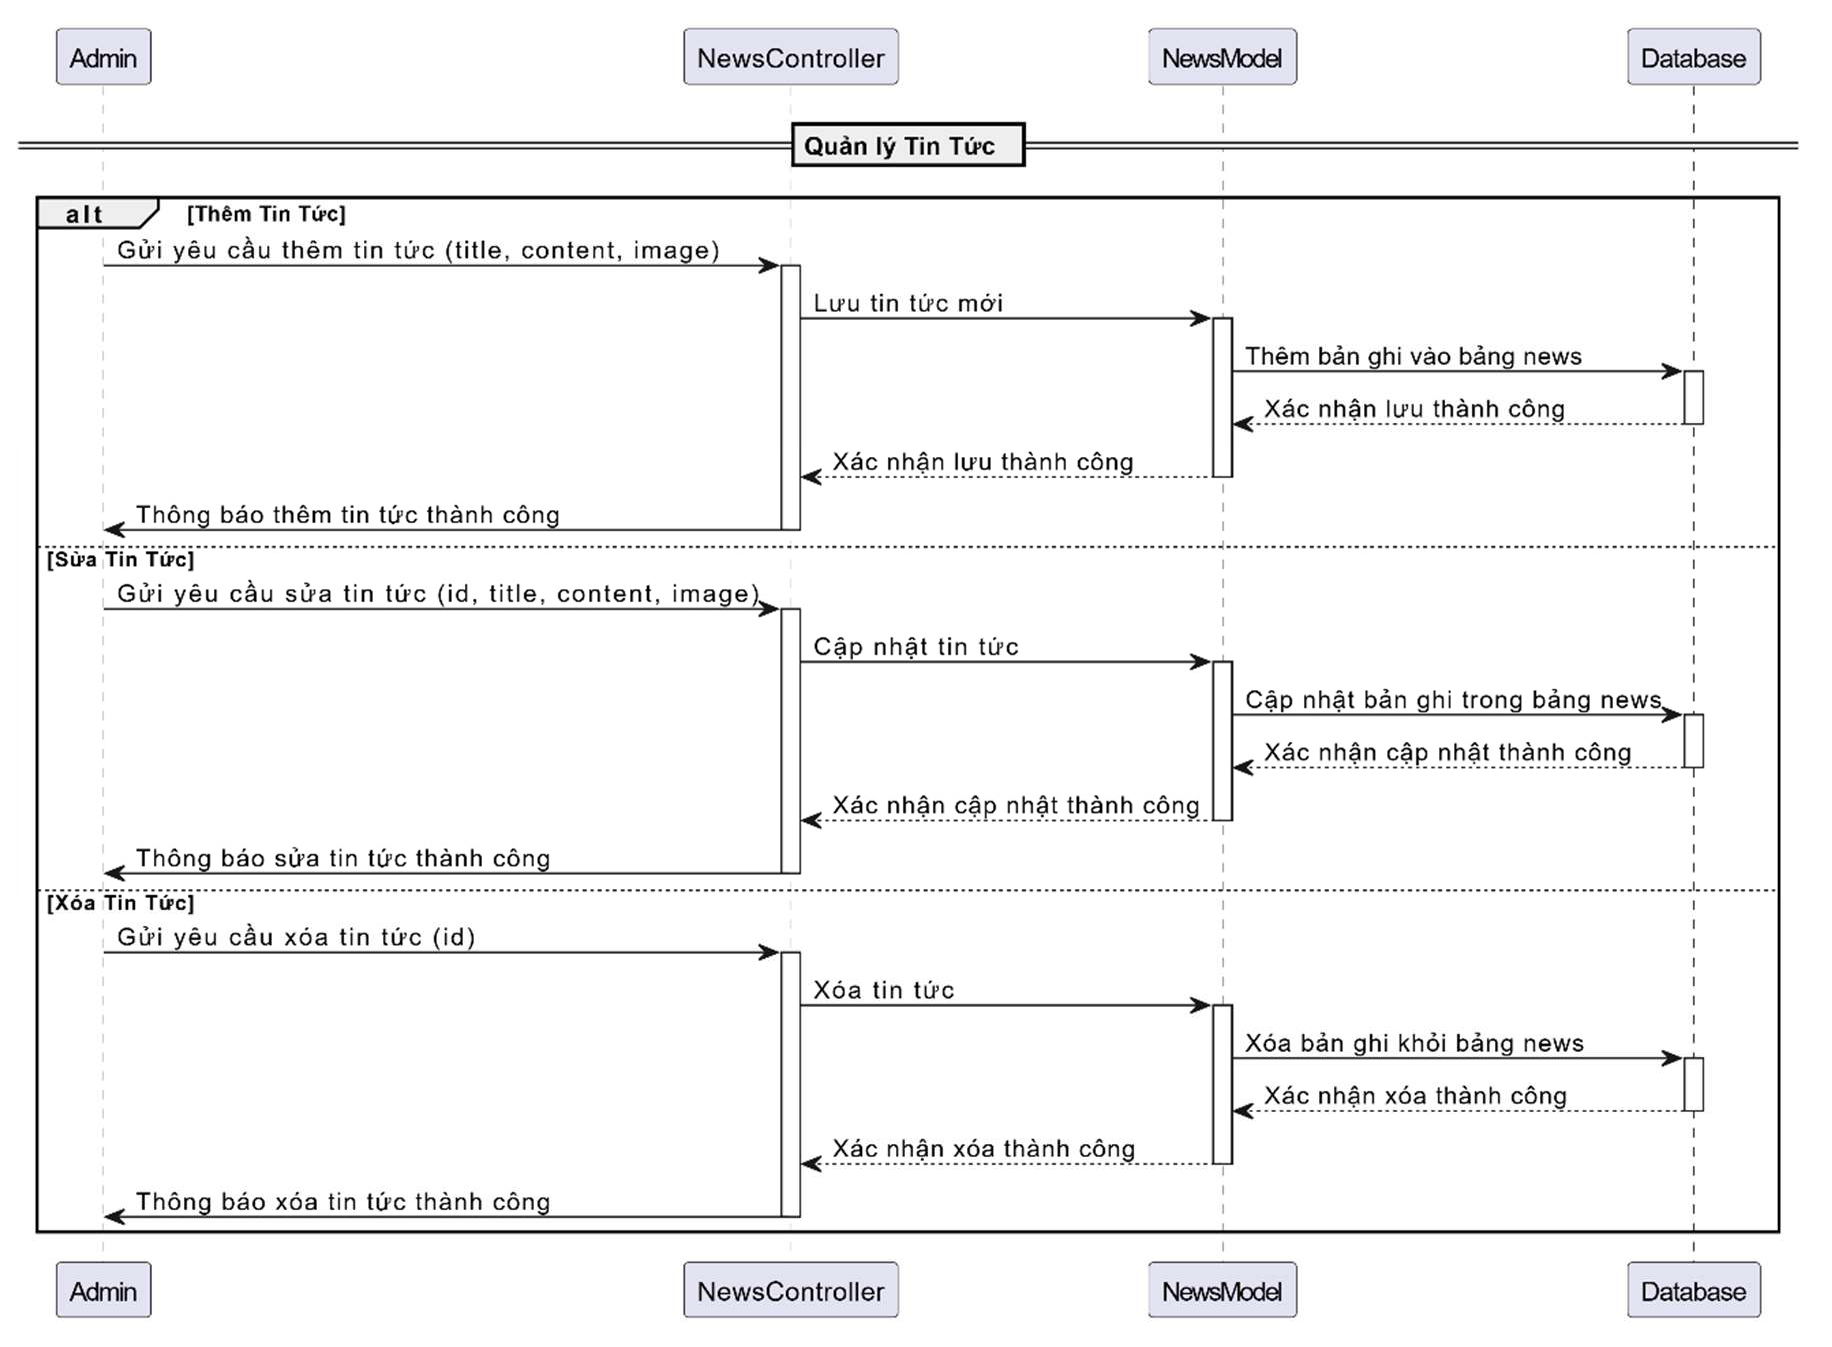 Admin
NewsController
NewsModel
Database
Quản lý Tin Tức
alt
[Thêm Tin Tức]
Gửi yêu cầu thêm tin tức (title, content, image)
Lưu tin tức mới
Thêm bản ghi vào bảng news
Xác nhận lưu thành công
Xác nhận lưu thành công
Thông báo thêm tin tức thành công
[Sửa Tin Tức]
Gửi yêu cầu sửa tin tức (id, title, content, image)
Cập nhật tin tức
Cập nhật bản ghi trong bảng news
Xác nhận cập nhật thành công
Xác nhận cập nhật thành công
Thông báo sửa tin tức thành công
[Xóa Tin Tức]
Gửi yêu cầu xóa tin tức (id)
Xóa tin tức
Xóa bản ghi khỏi bảng news
Xác nhận xóa thành công
Xác nhận xóa thành công
Thông báo xóa tin tức thành công
Admin
NewsController
NewsModel
Database